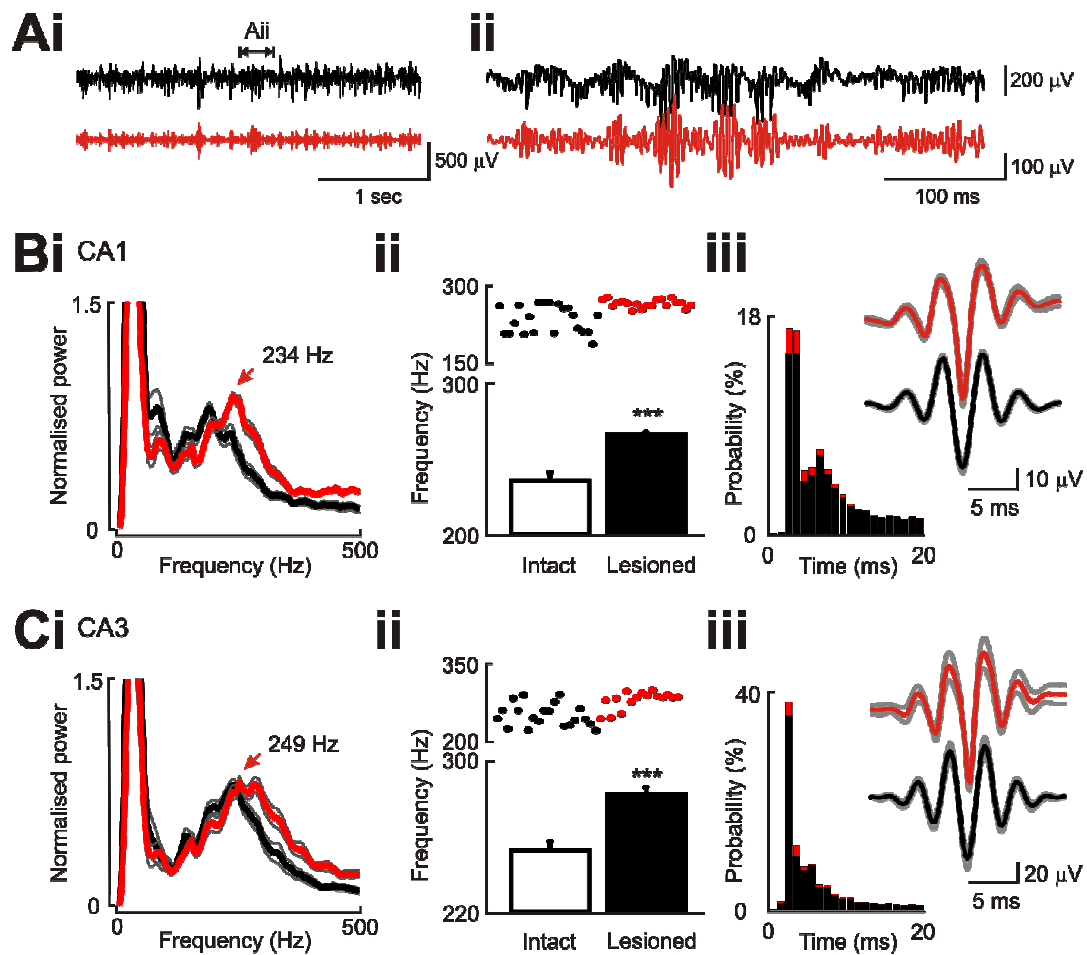 Ai
Aii
500 µV
1 sec
ii
200 µV
100 µV
100 ms
Bi CA1
1.5
Normalised power
234 Hz
0
0 500
Frequency (Hz)
ii
300
150
300
Frequency (Hz)
***
200
Intact Lesioned
iii
18
Probability (%)
0
0 20
Time (ms)
10 µV
5 ms
Ci CA3
1.5
Normalised power
249 Hz
0
0 500
Frequency (Hz)
ii
350
200
300
Frequency (Hz)
***
220
Intact Lesioned
iii
40
Probability (%)
0
0 20
Time (ms)
20 µV
5 ms